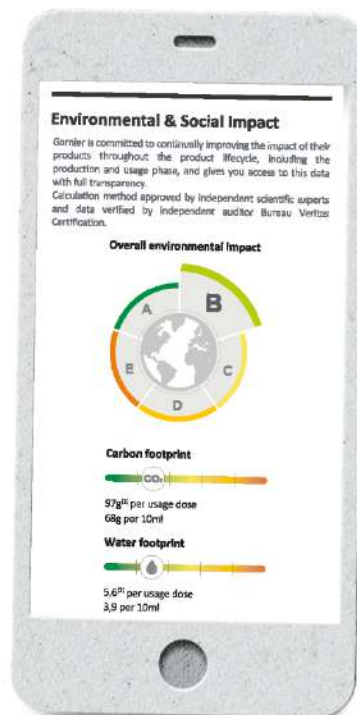 Environmental & Social Impact
Garnier is committed to continually improving the impact of their
products throughout the product lifecycle, including the
production and usage phase, and gives you access to this data
with full transparency.
Calculation method approved by independent scientific experts
and data verified by independent auditor Bureau Veritas
Certification.
Overall environmental impact
A
B
C
D
E
Carbon footprint
CO₂
97g⁽¹⁾ per usage dose
68g per 10ml
Water footprint
5,6⁽¹⁾ per usage dose
3,9 per 10ml